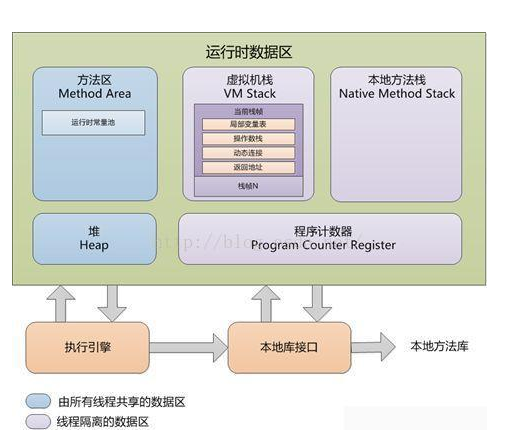 运行时数据区
方法区
Method Area
运行时常量池
虚拟机栈
VM Stack
当前栈帧
局部变量表
操作数栈
动态连接
返回地址
栈帧N
本地方法栈
Native Method Stack
堆
Heap
程序计数器
Program Counter Register
http://blog
执行引擎
本地库接口
本地方法库
由所有线程共享的数据区
线程隔离的数据区